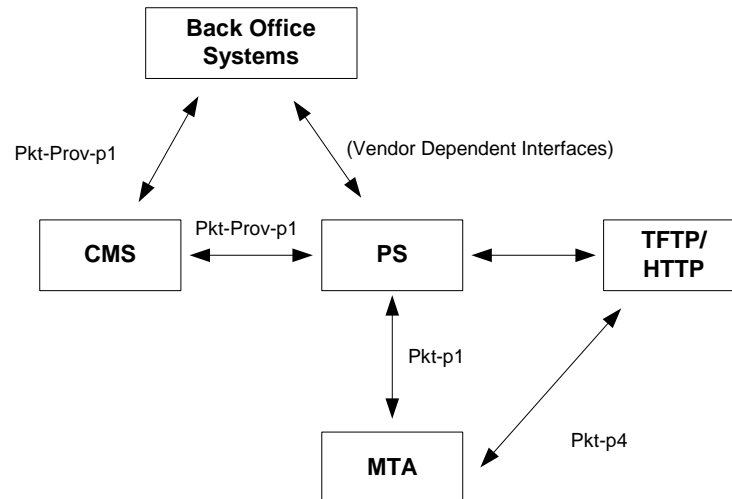 Back Office
Systems
Pkt-Prov-p1
(Vendor Dependent Interfaces)
CMS
Pkt-Prov-p1
PS
TFTP/
HTTP
Pkt-p1
Pkt-p4
MTA